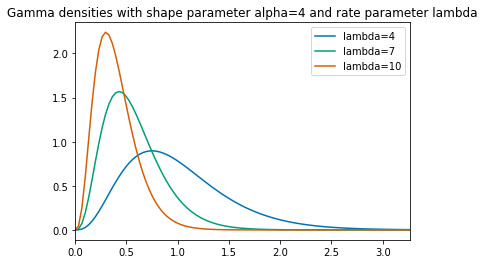 Gamma densities with shape parameter alpha=4 and rate parameter lambda
lambda=4
lambda=7
lambda=10
2.0
1.5
1.0
0.5
0.0
0.0 0.5 1.0 1.5 2.0 2.5 3.0